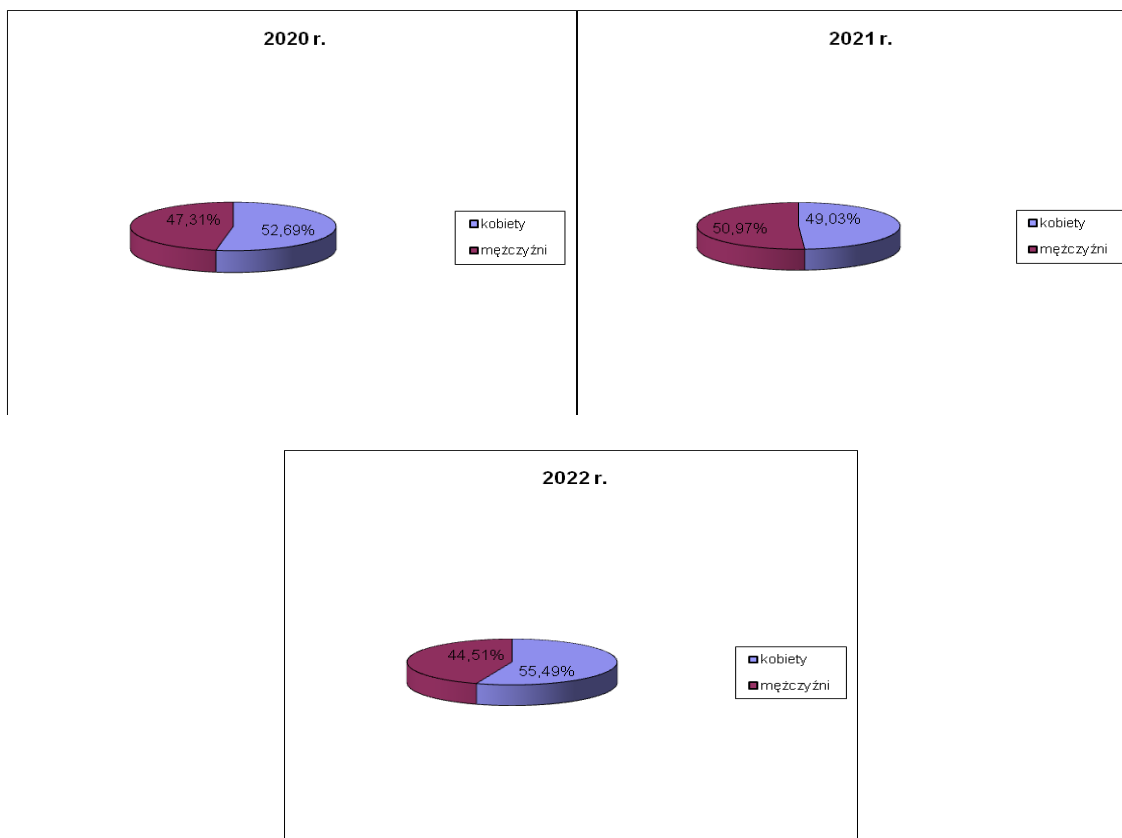 2020 r.
47,31%
52,69%
kobiety
mężczyźni
2021 r.
50,97%
49,03%
kobiety
mężczyźni
2022 r.
44,51%
55,49%
kobiety
mężczyźni